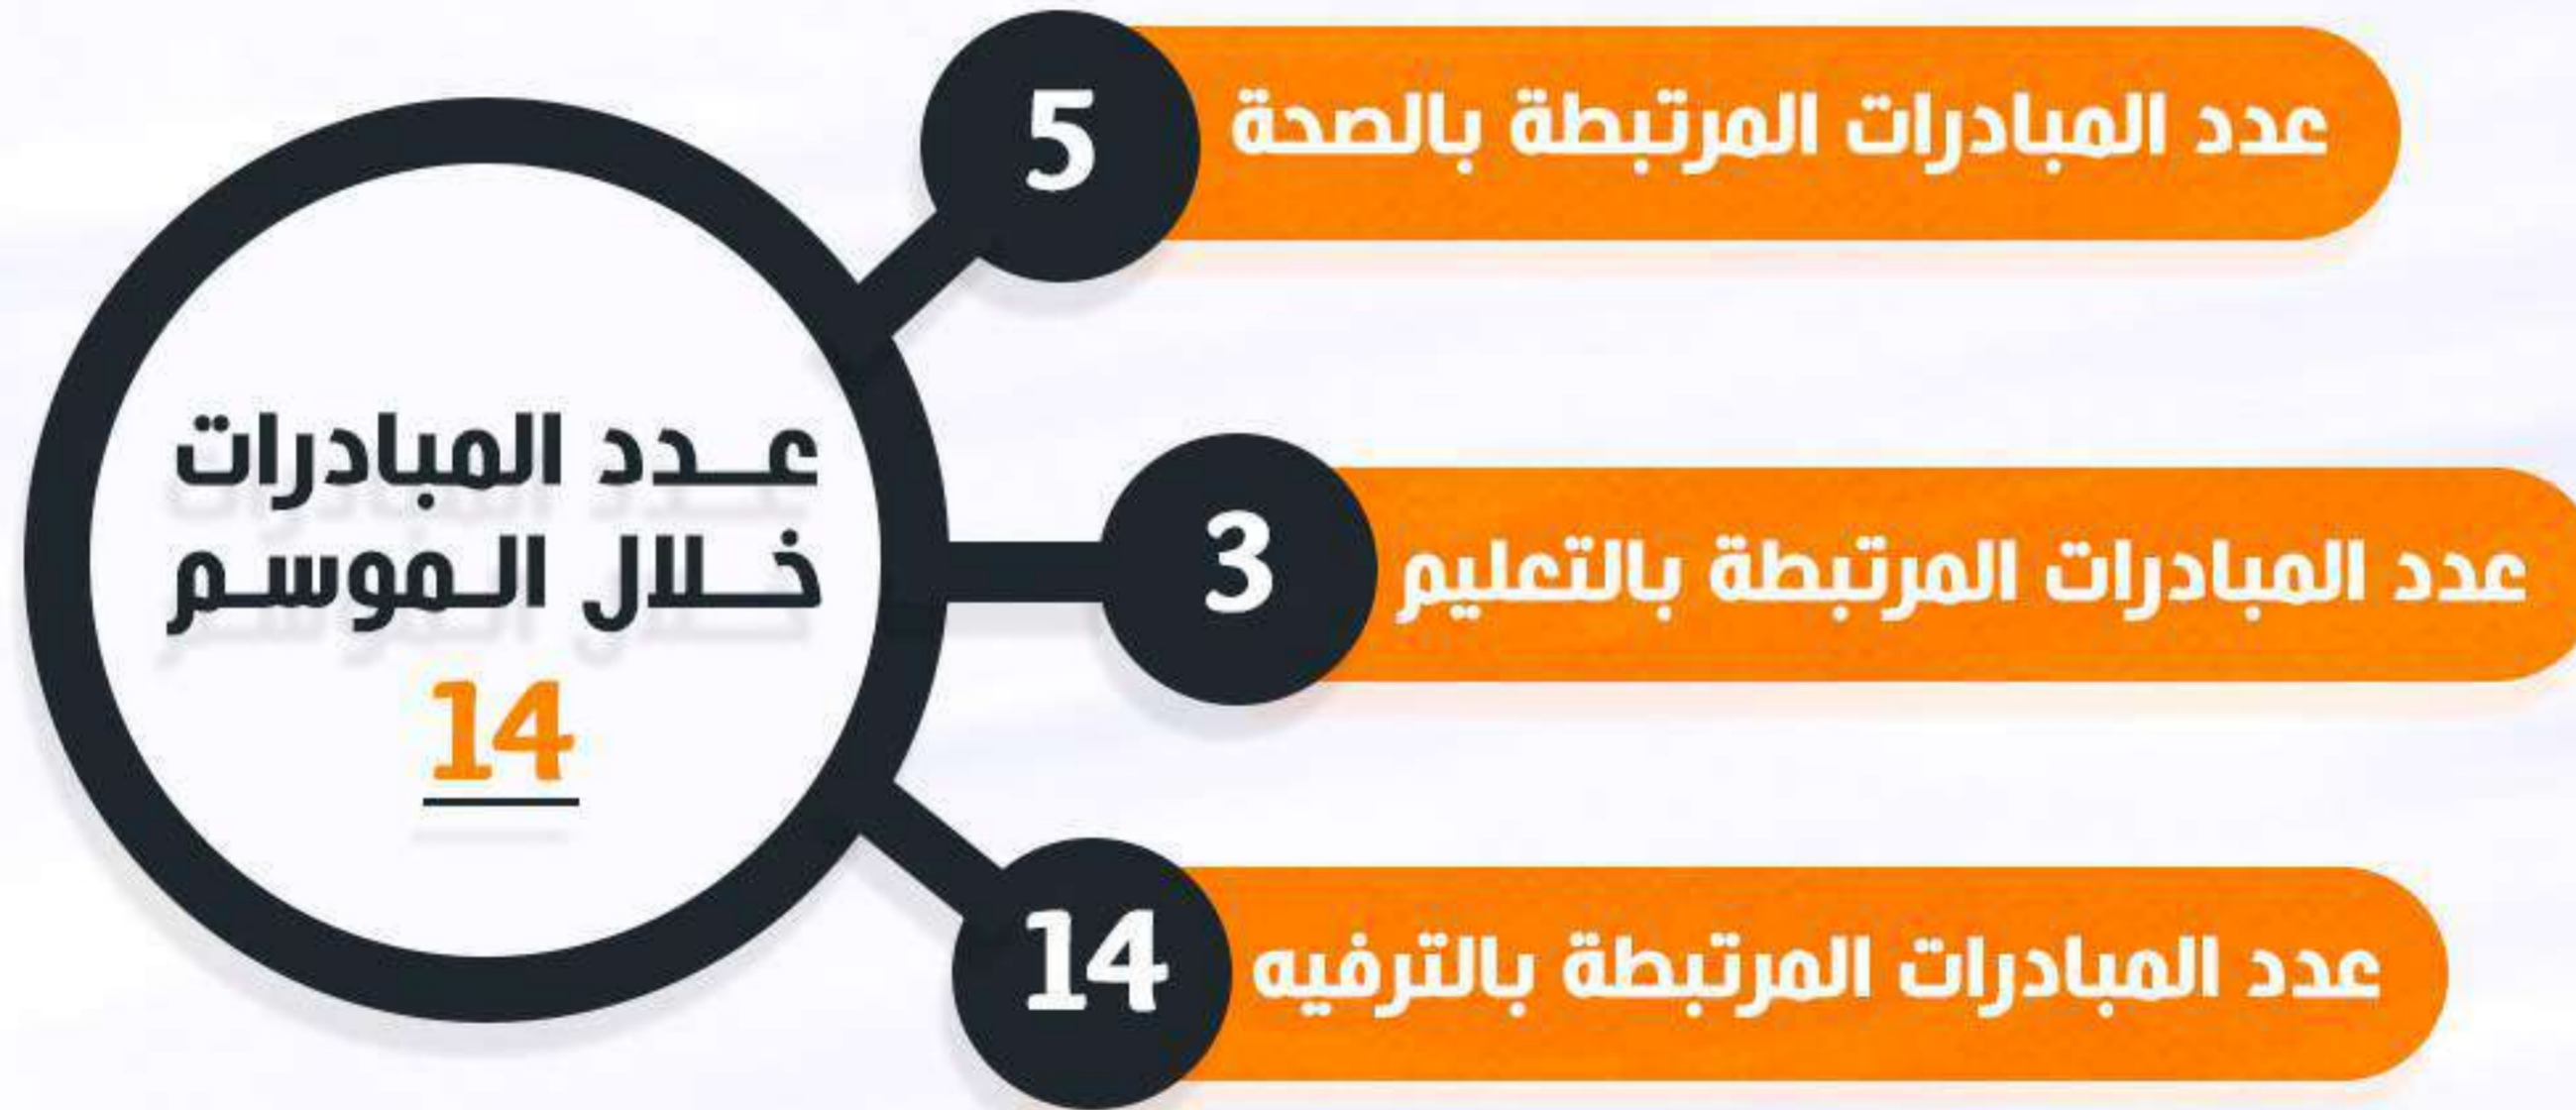 عدد المبادرات المرتبطة بالصحة
5
عـدد المبادرات
خـلال الـموسـم
14
عدد المبادرات المرتبطة بالتعليم
3
عدد المبادرات المرتبطة بالترفيه
14